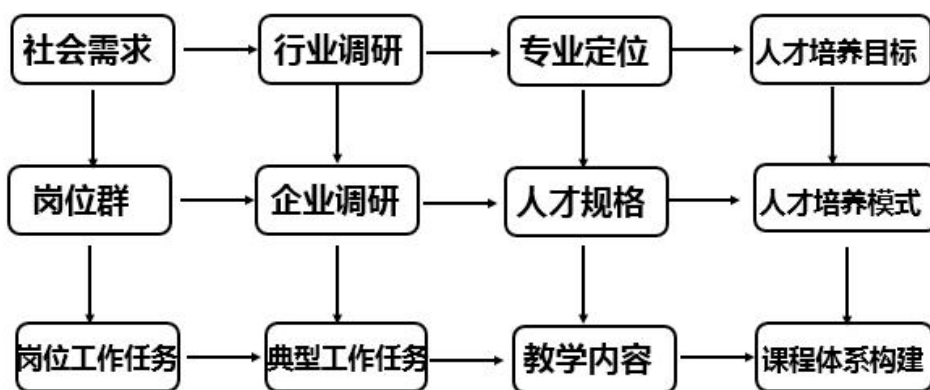 社会需求
行业调研
专业定位
人才培养目标
岗位群
企业调研
人才规格
人才培养模式
岗位工作任务
典型工作任务
教学内容
课程体系构建